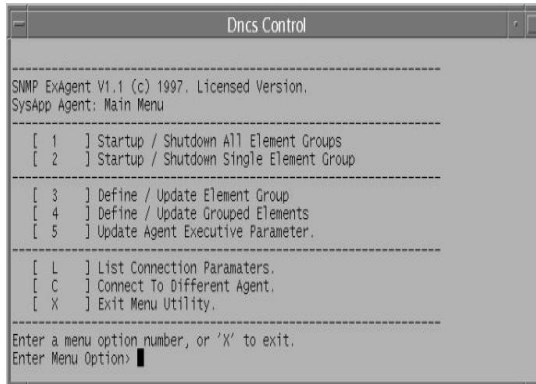 Dncs Control
-----------------------------------------------------------------------
SNMP ExAgent V1.1 (c) 1997. Licensed Version.
SysApp Agent: Main Menu
-----------------------------------------------------------------------
[ 1 ] Startup / Shutdown All Element Groups
[ 2 ] Startup / Shutdown Single Element Group
-----------------------------------------------------------------------
[ 3 ] Define / Update Element Group
[ 4 ] Define / Update Grouped Elements
[ 5 ] Update Agent Executive Parameter.
-----------------------------------------------------------------------
[ L ] List Connection Paramaters.
[ C ] Connect To Different Agent.
[ X ] Exit Menu Utility.
-----------------------------------------------------------------------
Enter a menu option number, or 'X' to exit.
Enter Menu Option>